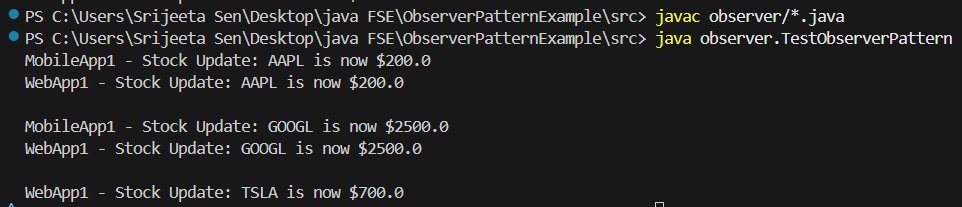 PS C:\Users\Srijeeta Sen\Desktop\java FSE\ObserverPatternExample\src> javac observer/*.java
PS C:\Users\Srijeeta Sen\Desktop\java FSE\ObserverPatternExample\src> java observer.TestObserverPattern
MobileApp1 - Stock Update: AAPL is now $200.0
WebApp1 - Stock Update: AAPL is now $200.0

MobileApp1 - Stock Update: GOOGL is now $2500.0
WebApp1 - Stock Update: GOOGL is now $2500.0

WebApp1 - Stock Update: TSLA is now $700.0